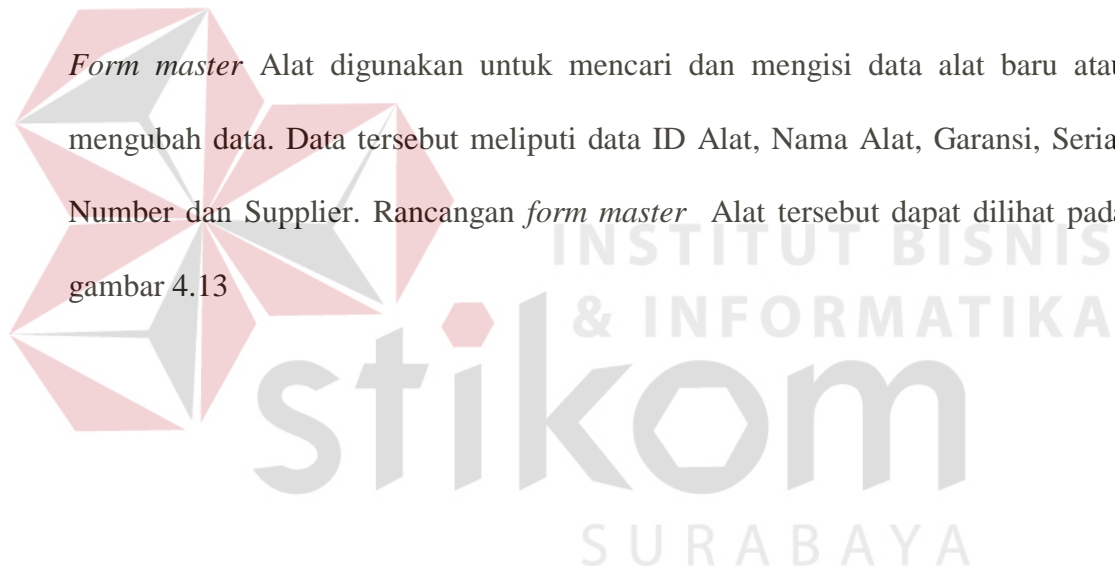 Form master Alat digunakan untuk mencari dan mengisi data alat baru atau
mengubah data. Data tersebut meliputi data ID Alat, Nama Alat, Garansi, Seria
Number dan Supplier. Rancangan form master Alat tersebut dapat dilihat pada
gambar 4.13
INSTITUT BISNIS
& INFORMATIKA
stikom
SURABAYA